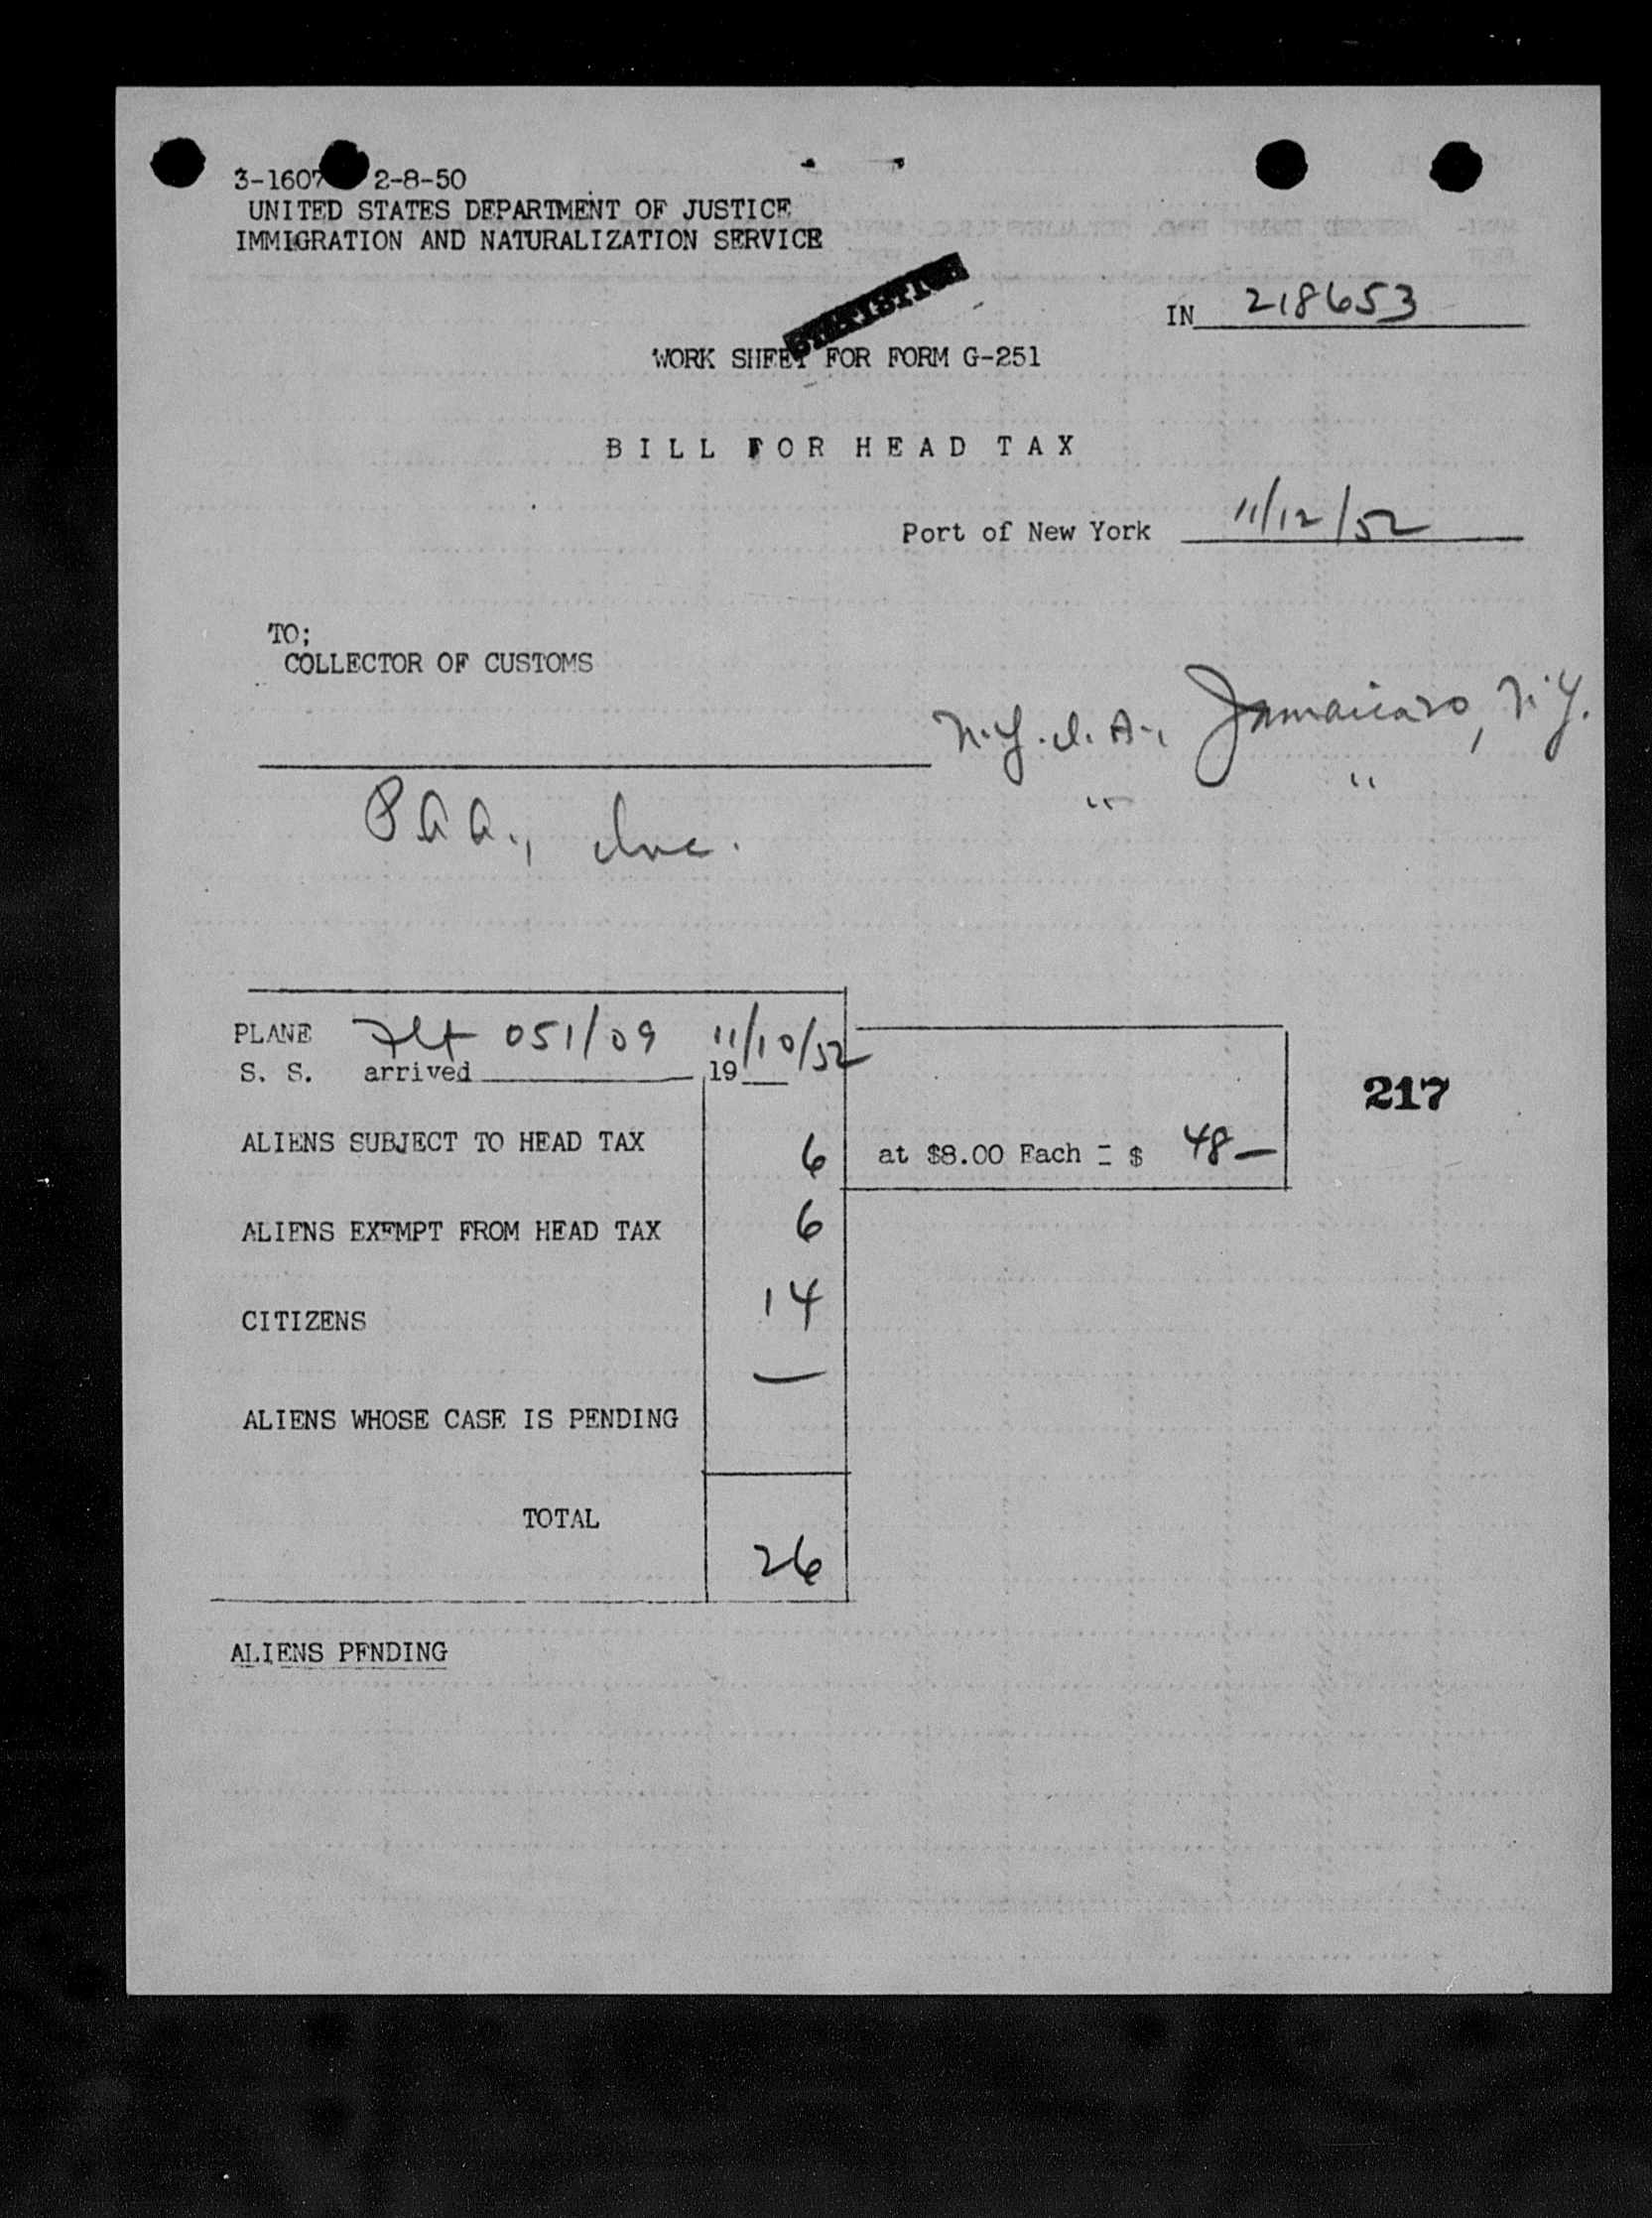 3-1607 2-8-50
UNITED STATES DEPARTMENT OF JUSTICE
IMMIGRATION AND NATURALIZATION SERVICE
IN 218653
WORK SHEET FOR FORM G-251
BILL FOR HEAD TAX
Port of New York 11/12/52
TO;
COLLECTOR OF CUSTOMS
N.Y.I.A., Jamaica30, N.Y.
" "
P.A.A., Inc.
PLANE Flt 051/09 11/10/52
S. S. arrived 19
217
ALIENS SUBJECT TO HEAD TAX 6 at $8.00 Each = $ 48—
ALIENS EXEMPT FROM HEAD TAX 6
CITIZENS 14
—
ALIENS WHOSE CASE IS PENDING
TOTAL
26
ALIENS PENDING